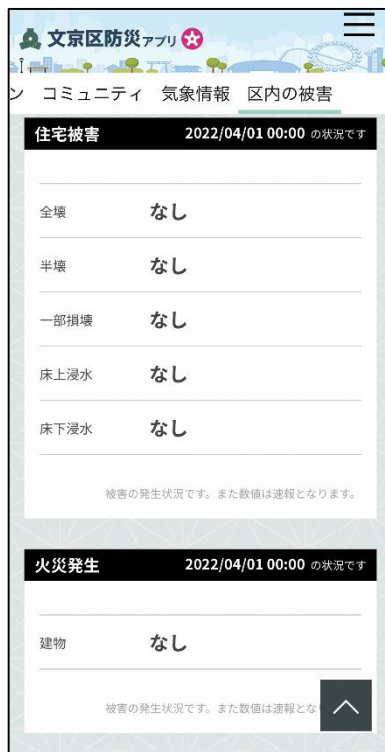 文京区防災アプリ
ン コミュニティ 気象情報 区内の被害
住宅被害 2022/04/01 00:00 の状況です
全壊 なし
半壊 なし
一部損壊 なし
床上浸水 なし
床下浸水 なし
被害の発生状況です。また数値は速報となります。
火災発生 2022/04/01 00:00 の状況です
建物 なし
被害の発生状況です。また数値は速報とな